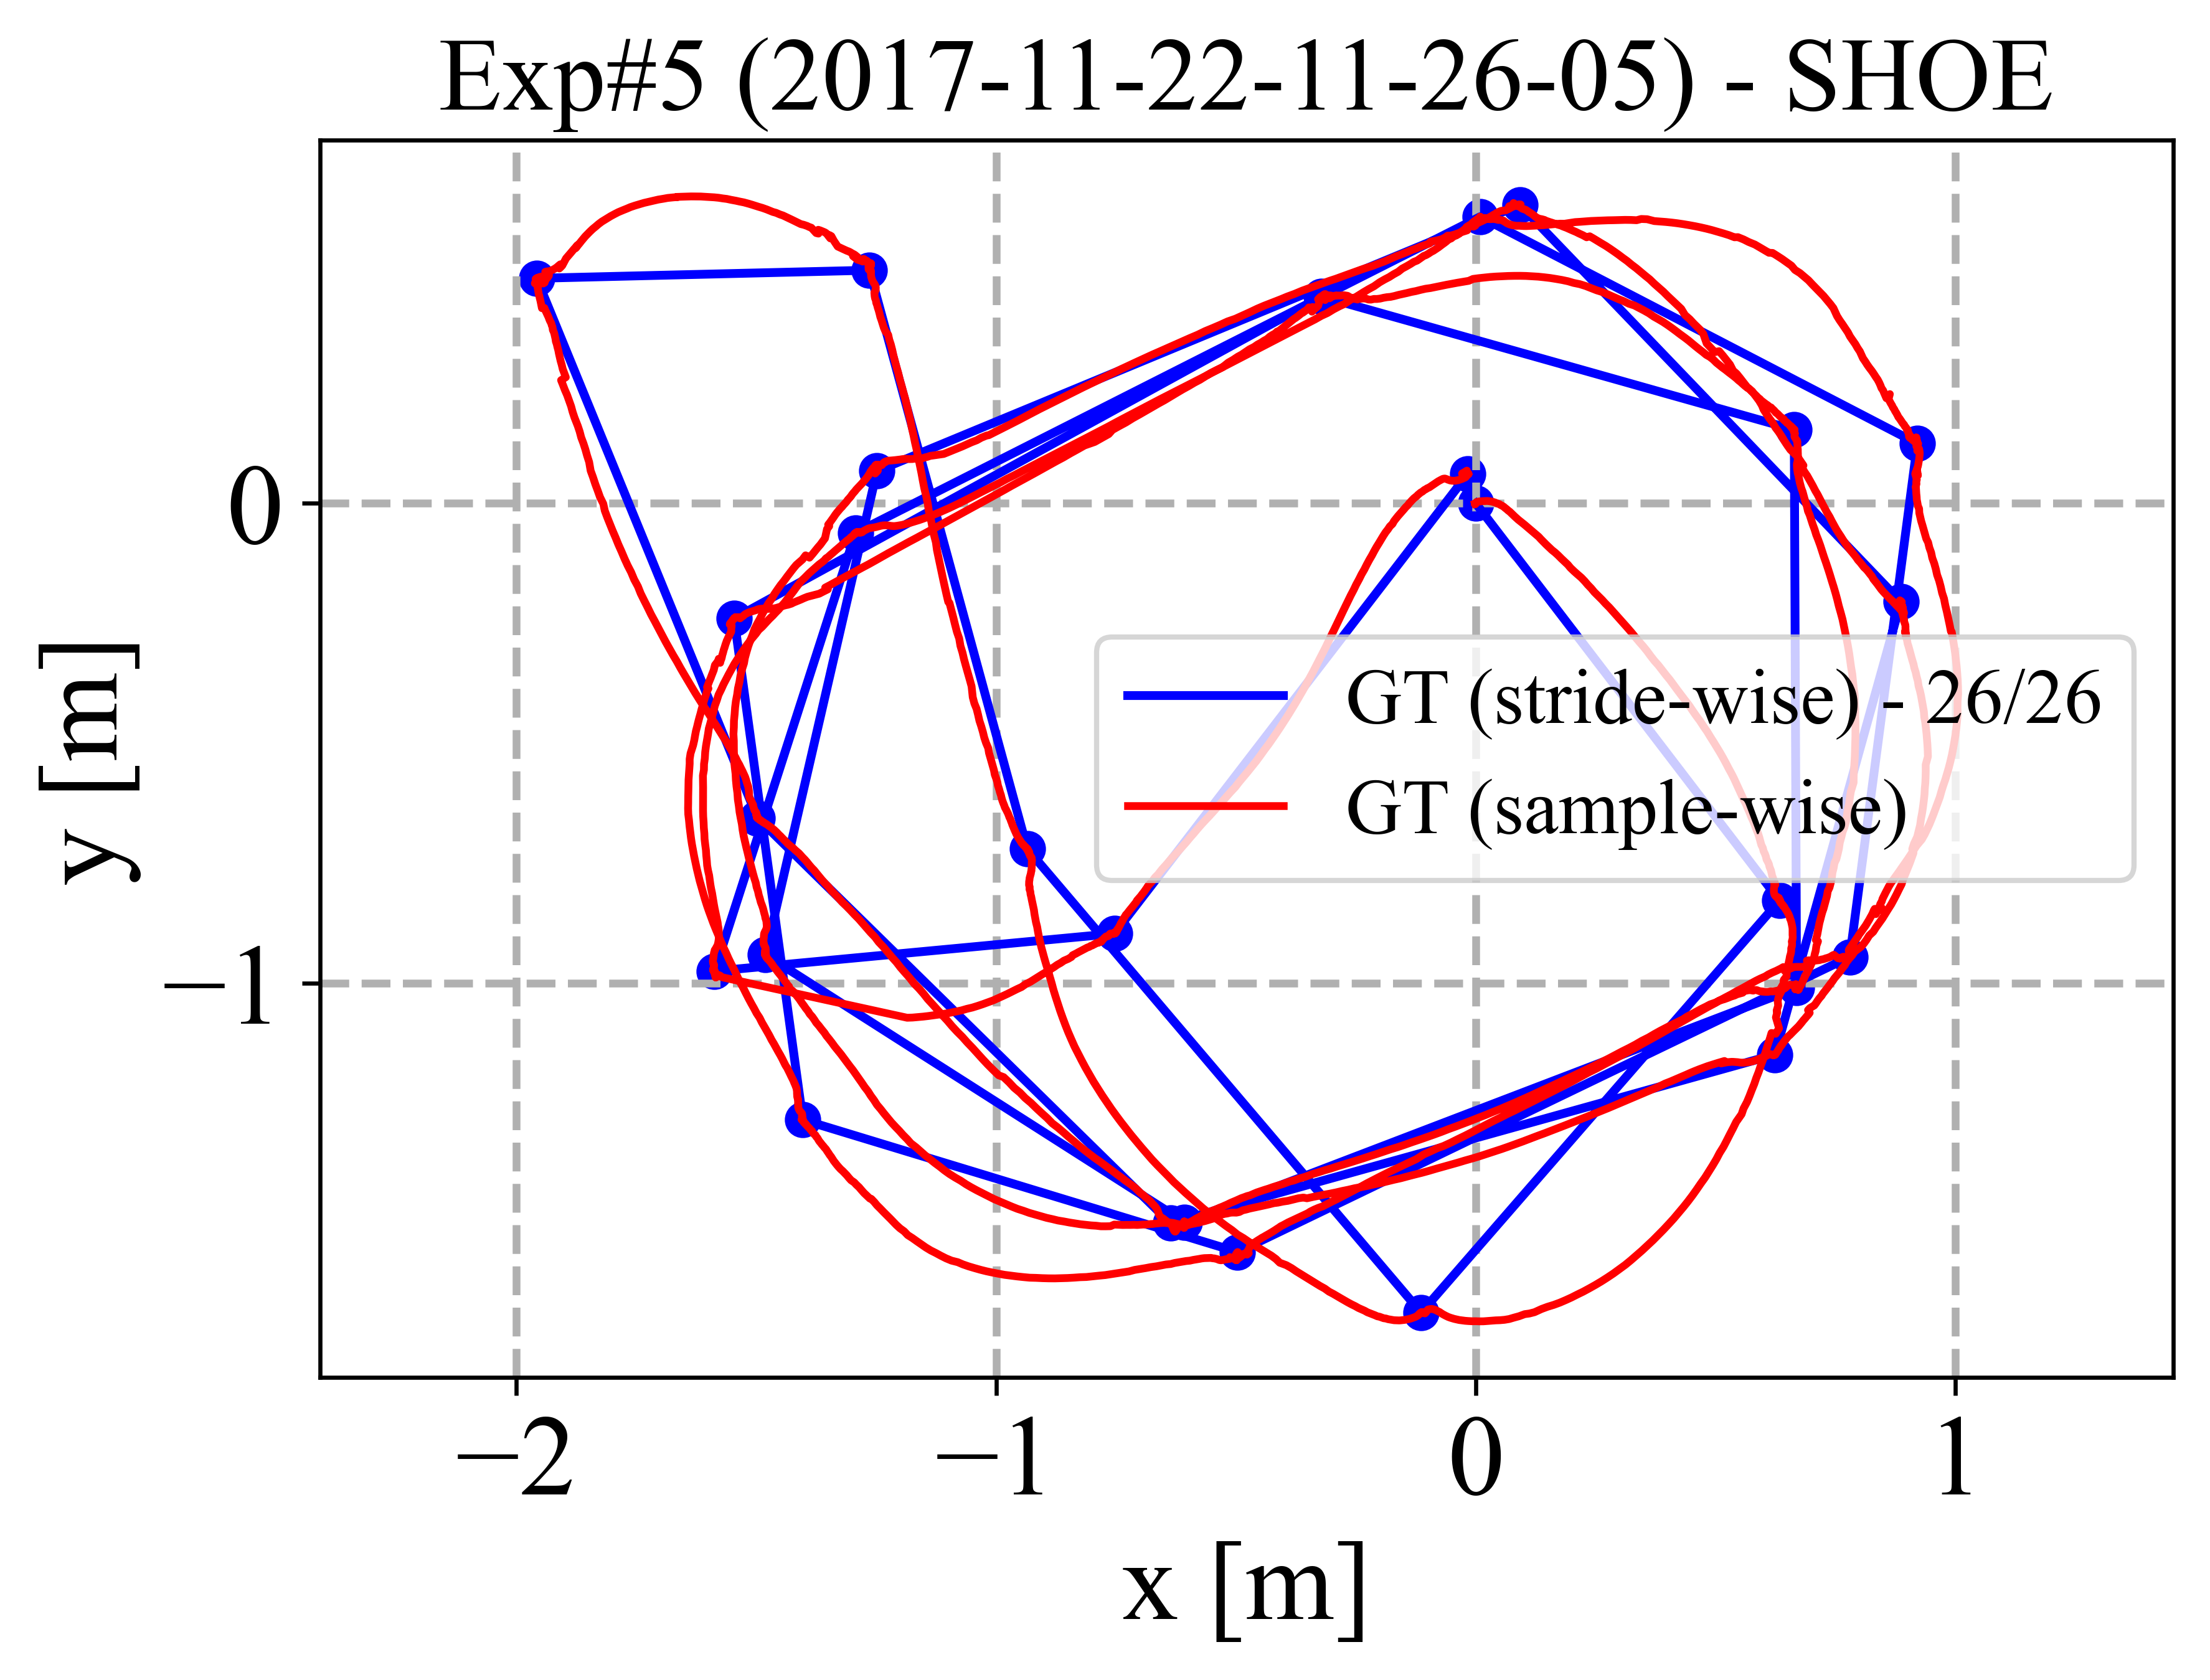 Exp#5 (2017-11-22-11-26-05) - SHOE
y [m]
0
−1
GT (stride-wise) - 26/26
GT (sample-wise)
−2 −1 0 1
x [m]